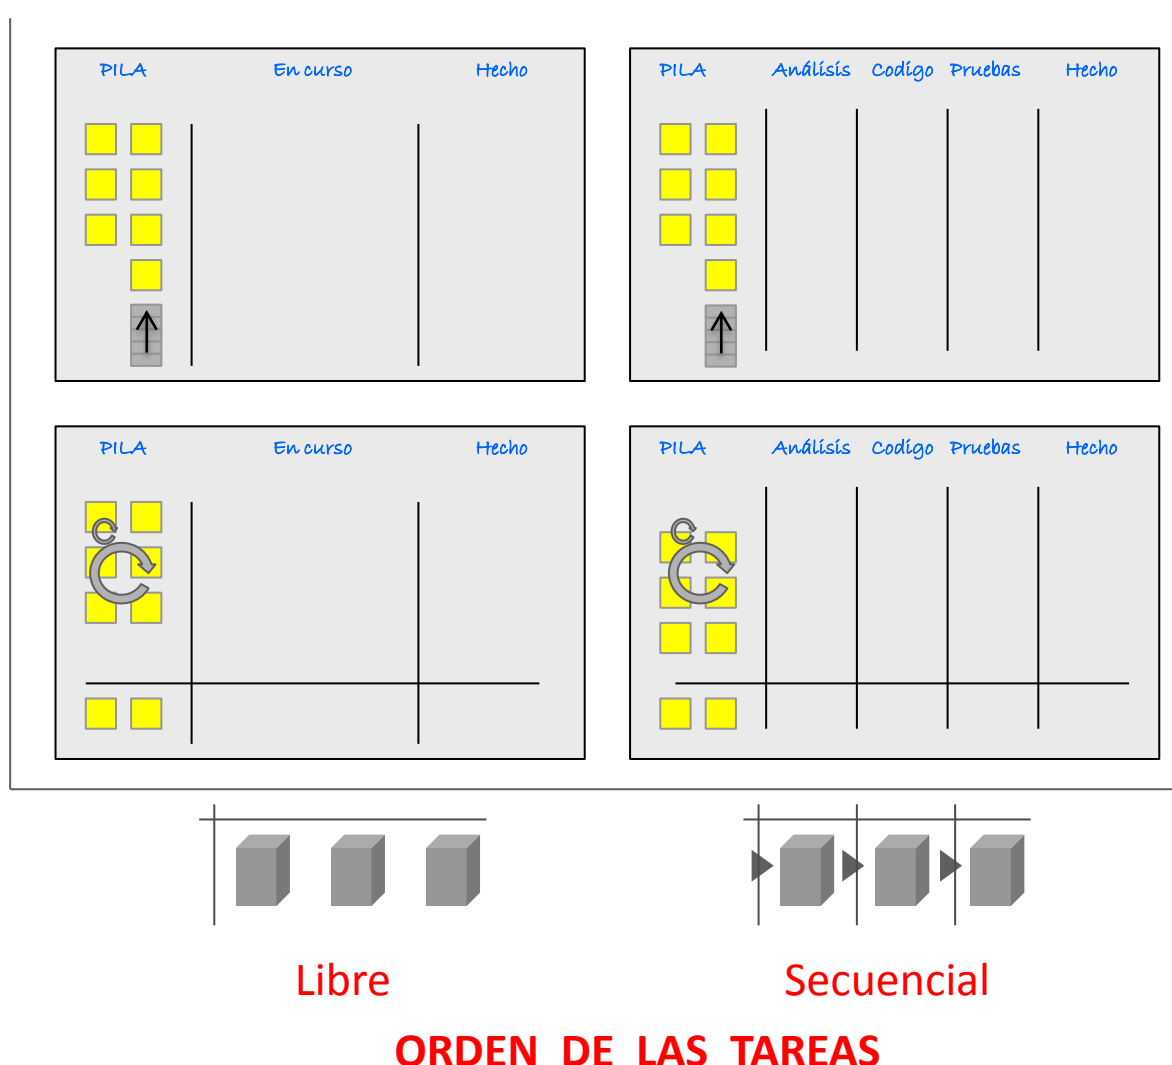 PILA En curso Hecho
PILA Análisis Codigo Pruebas Hecho
PILA En curso Hecho
PILA Análisis Codigo Pruebas Hecho
Libre
Secuencial
ORDEN DE LAS TAREAS